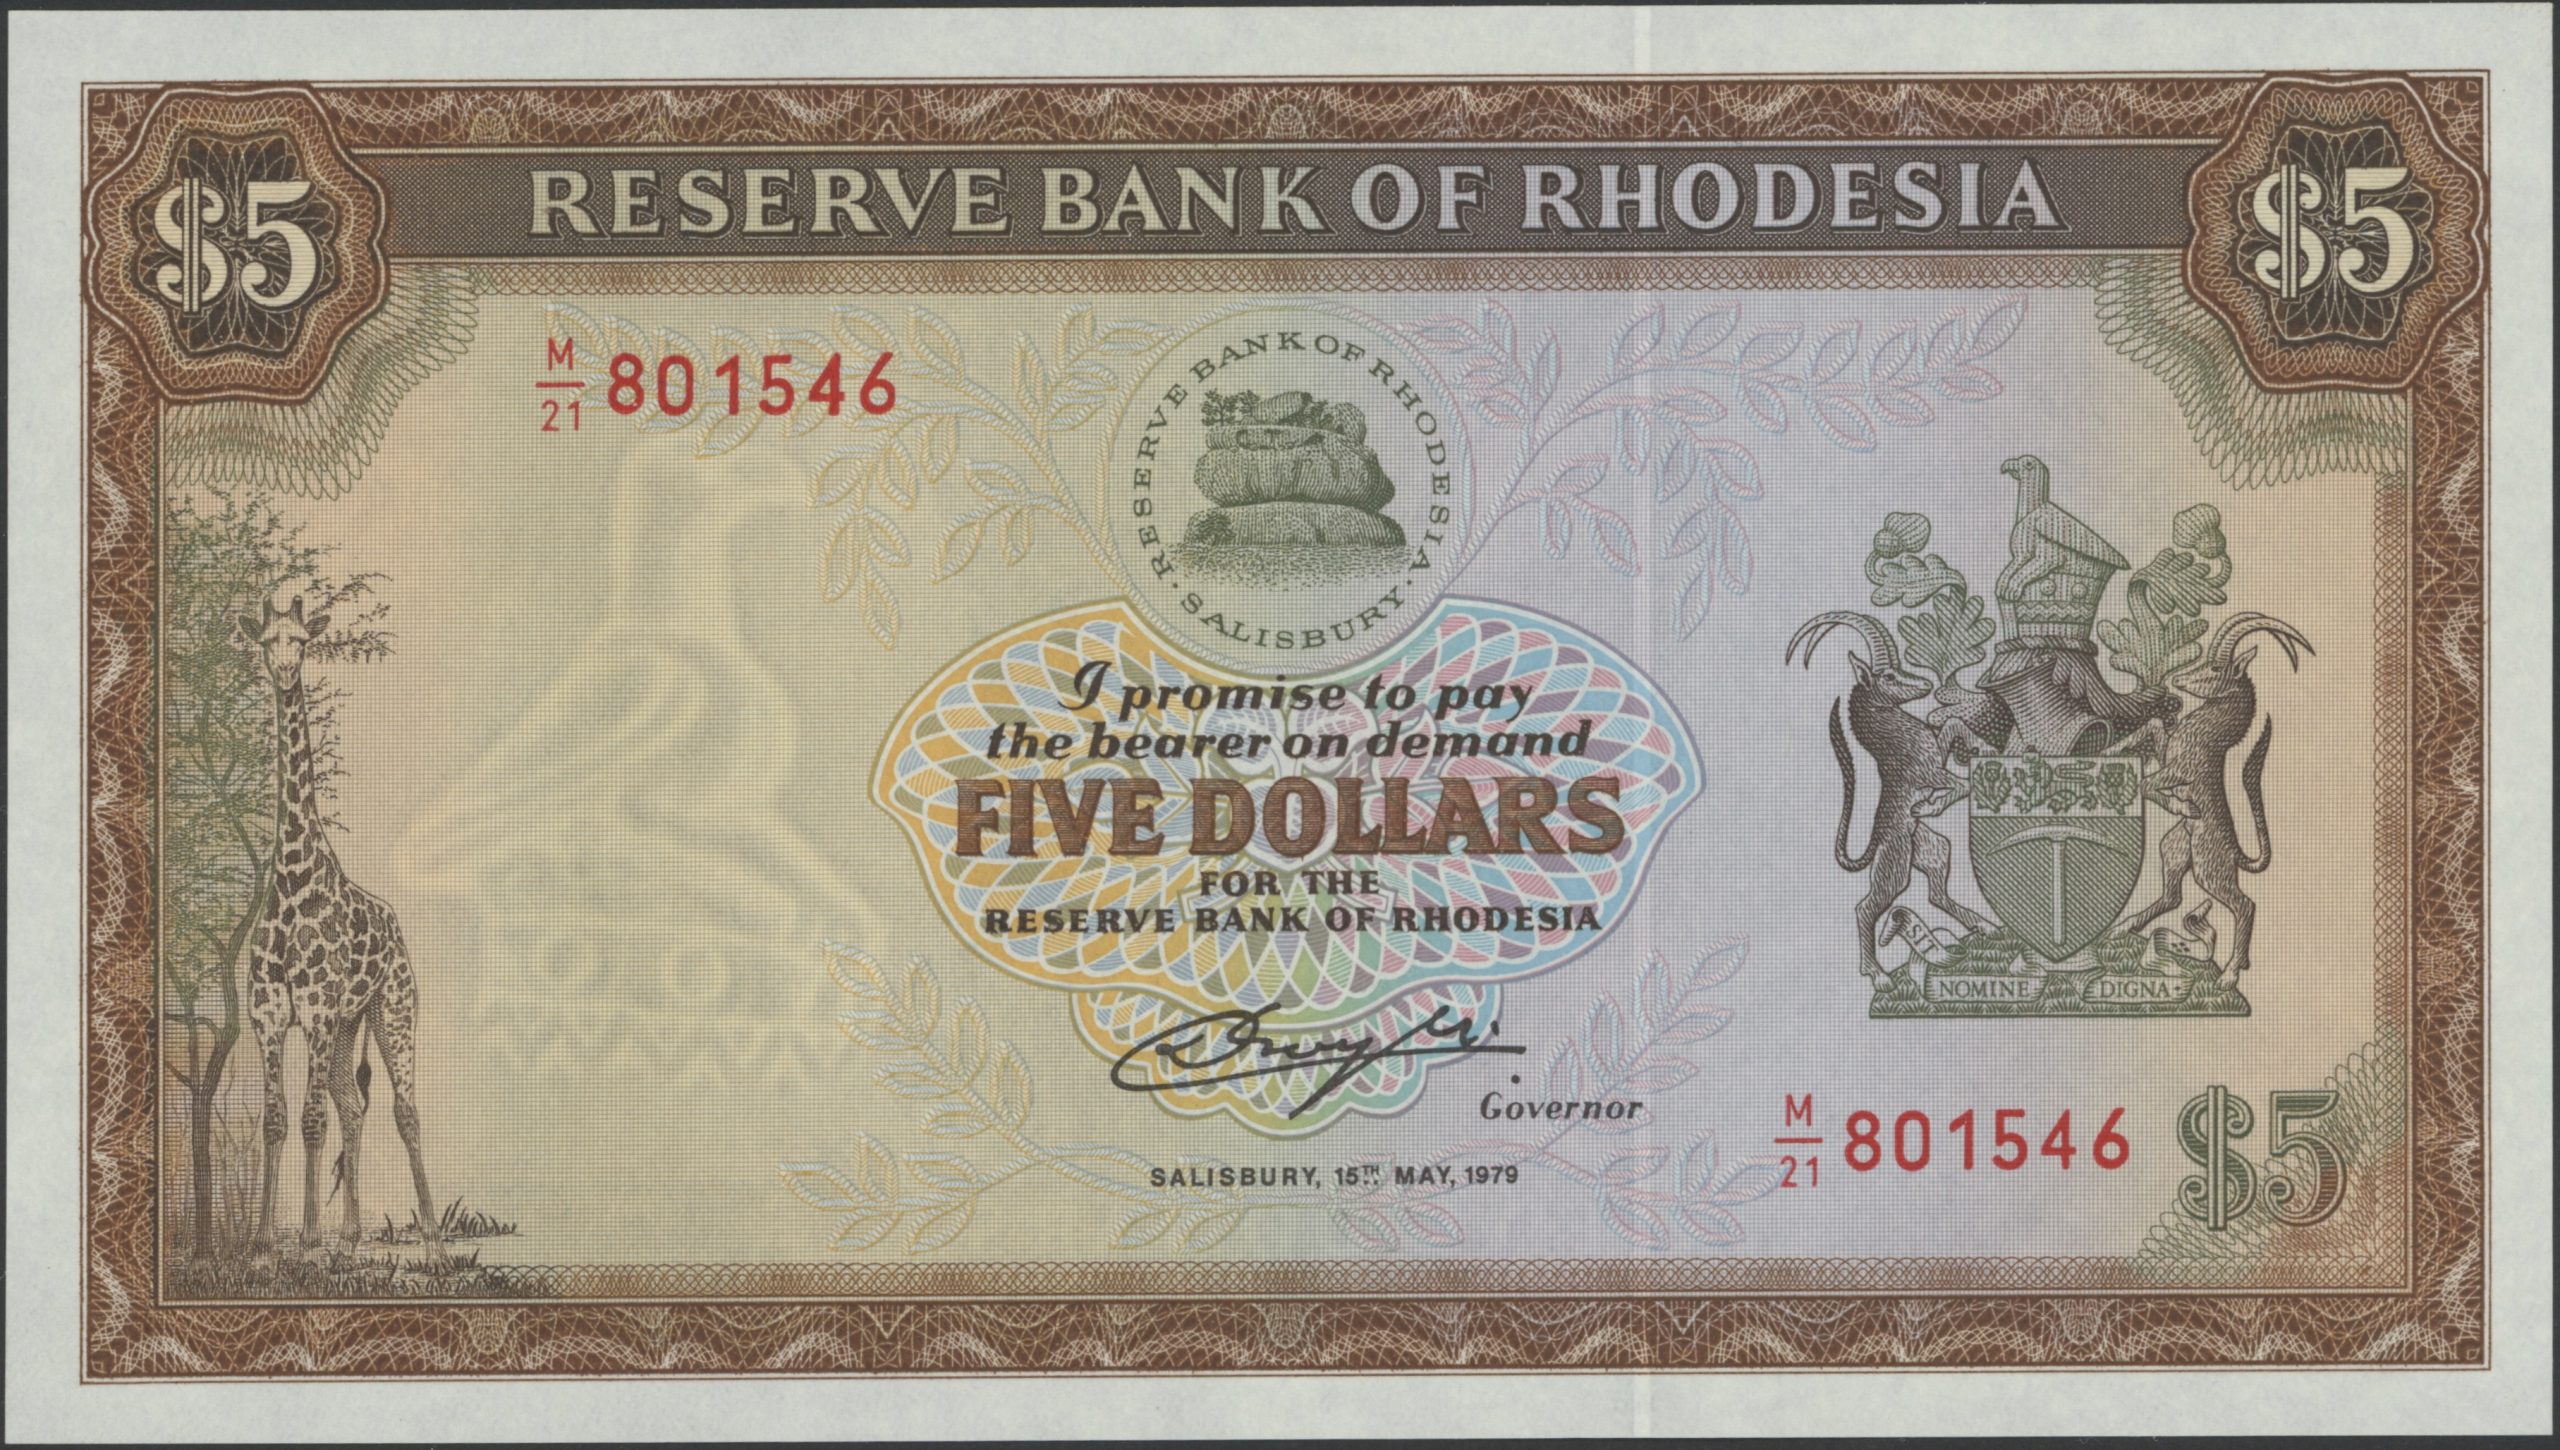 RESERVE BANK OF RHODESIA
$5
$5
M/21 801546
RESERVE BANK OF RHODESIA
· SALISBURY ·
I promise to pay
the bearer on demand
FIVE DOLLARS
FOR THE
RESERVE BANK OF RHODESIA
SIT
NOMINE
DIGNA
Governor
SALISBURY, 15TH MAY, 1979
M/21 801546
$5